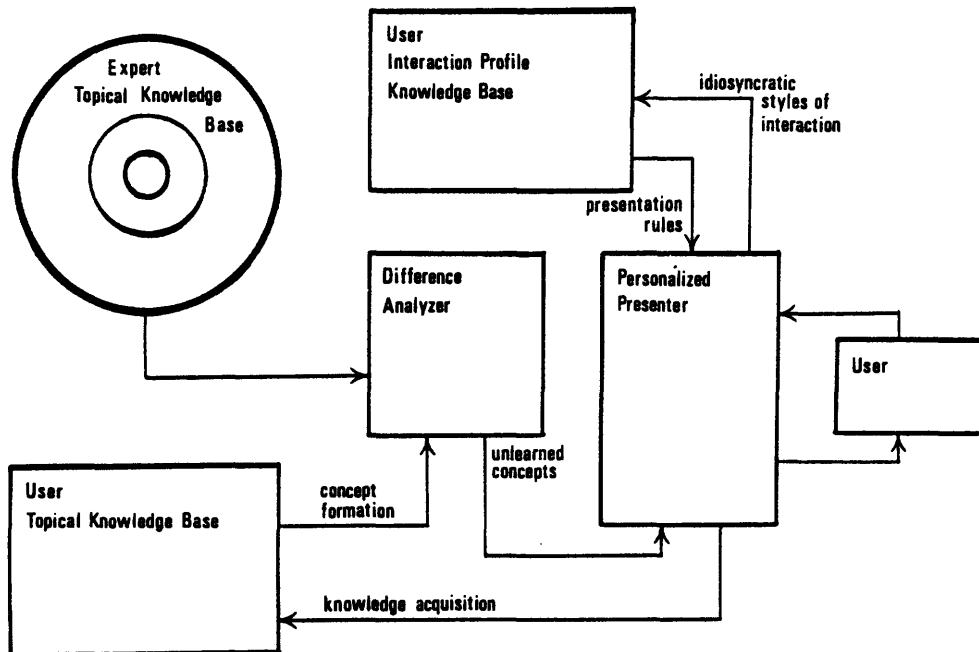 Expert
Topical Knowledge
Base
User
Interaction Profile
Knowledge Base
idiosyncratic
styles of
interaction
presentation
rules
Difference
Analyzer
Personalized
Presenter
User
unlearned
concepts
concept
formation
User
Topical Knowledge Base
knowledge acquisition